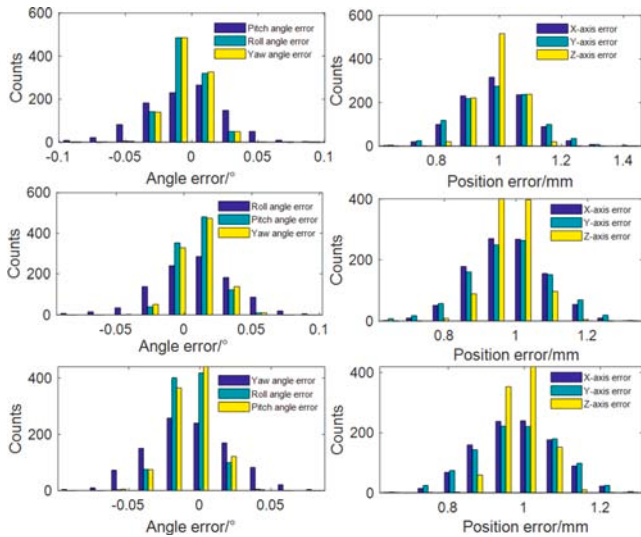 600
400
200
0
Counts
Pitch angle error
Roll angle error
Yaw angle error
-0.1 -0.05 0 0.05 0.1
Angle error/°
600
400
200
0
Counts
X-axis error
Y-axis error
Z-axis error
0.8 1 1.2 1.4
Position error/mm
600
400
200
0
Counts
Roll angle error
Pitch angle error
Yaw angle error
-0.05 0 0.05 0.1
Angle error/°
400
200
0
Counts
X-axis error
Y-axis error
Z-axis error
0.8 1 1.2
Position error/mm
400
200
0
Counts
Yaw angle error
Roll angle error
Pitch angle error
-0.05 0 0.05
Angle error/°
400
200
0
Counts
X-axis error
Y-axis error
Z-axis error
0.8 1 1.2
Position error/mm